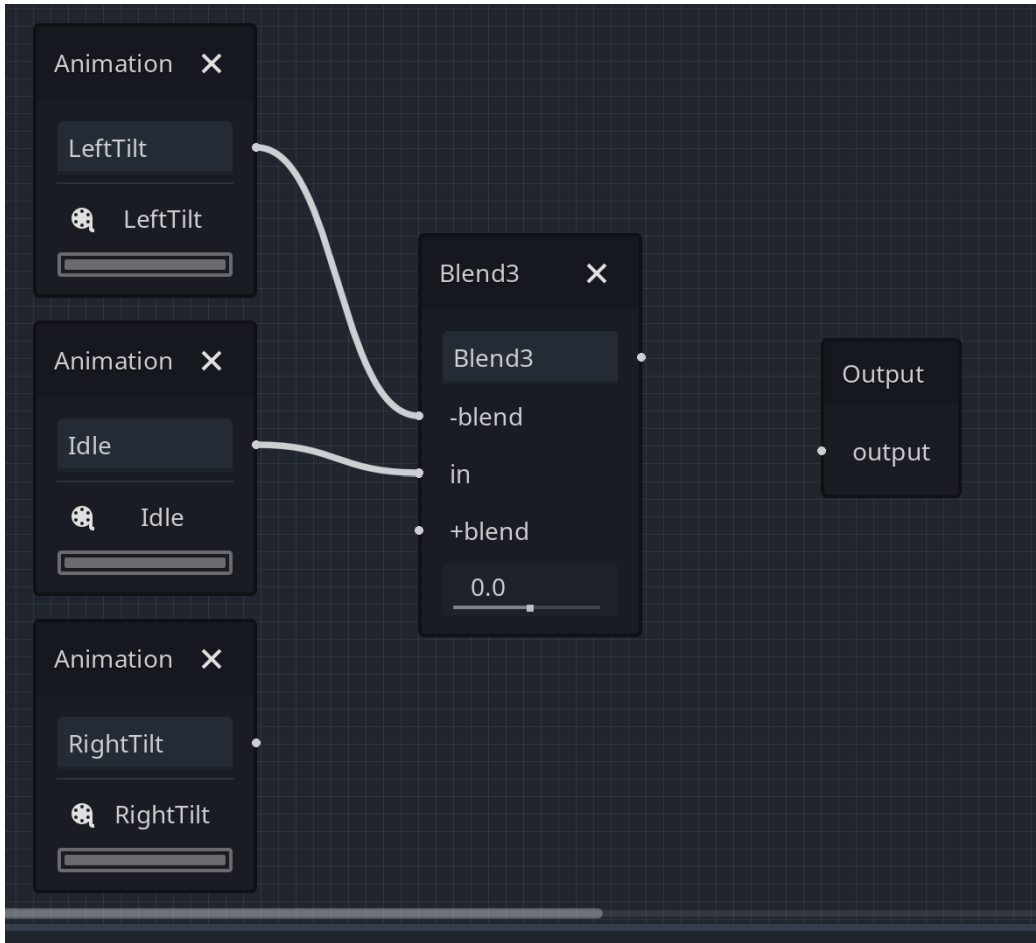 Animation
LeftTilt
LeftTilt
Animation
Idle
Idle
Animation
RightTilt
RightTilt
Blend3
Blend3
-blend
in
+blend
0.0
Output
output